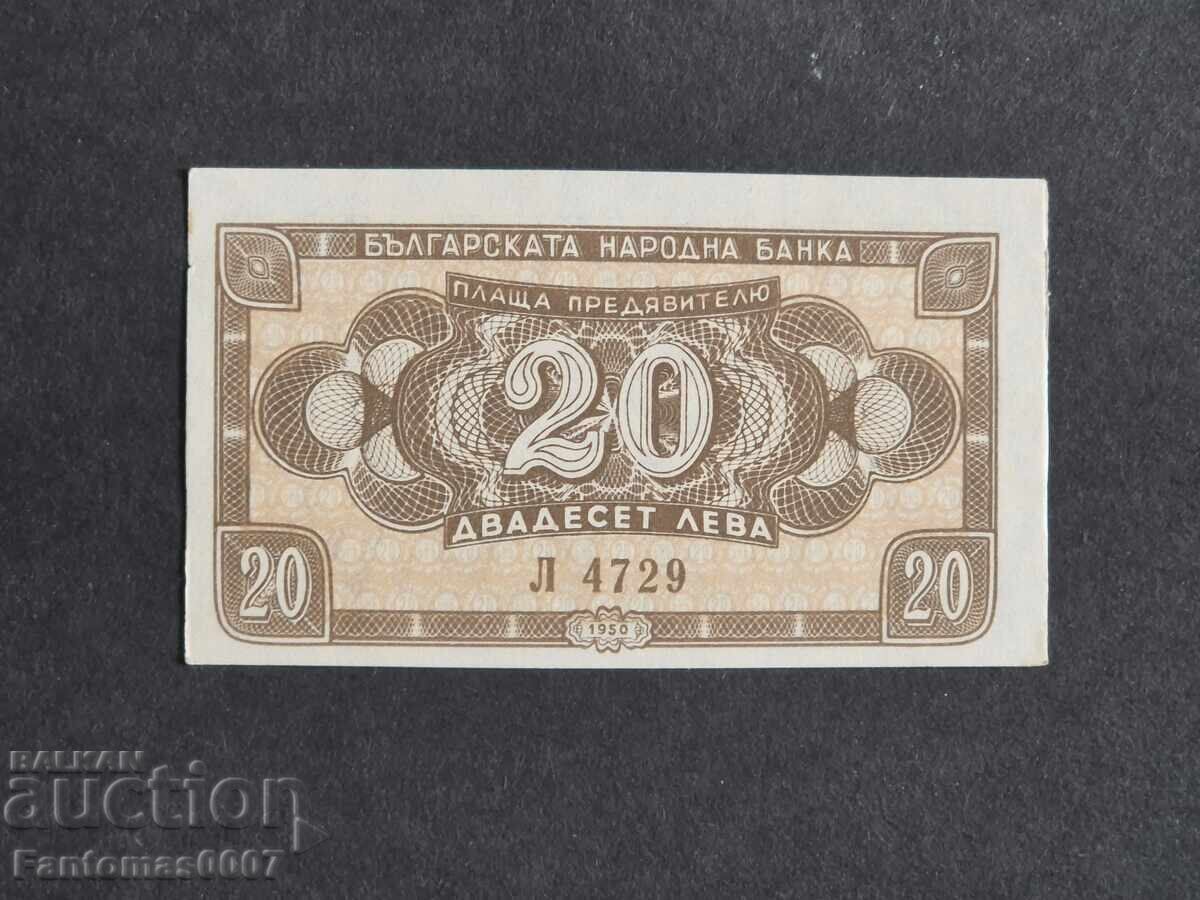 БЪЛГАРСКАТА НАРОДНА БАНКА
ПЛАЩА ПРЕДЯВИТЕЛЮ
20
ДВАДЕСЕТ ЛЕВА
Л 4729
20
20
1950
BALKAN
auction
Fantomas0007